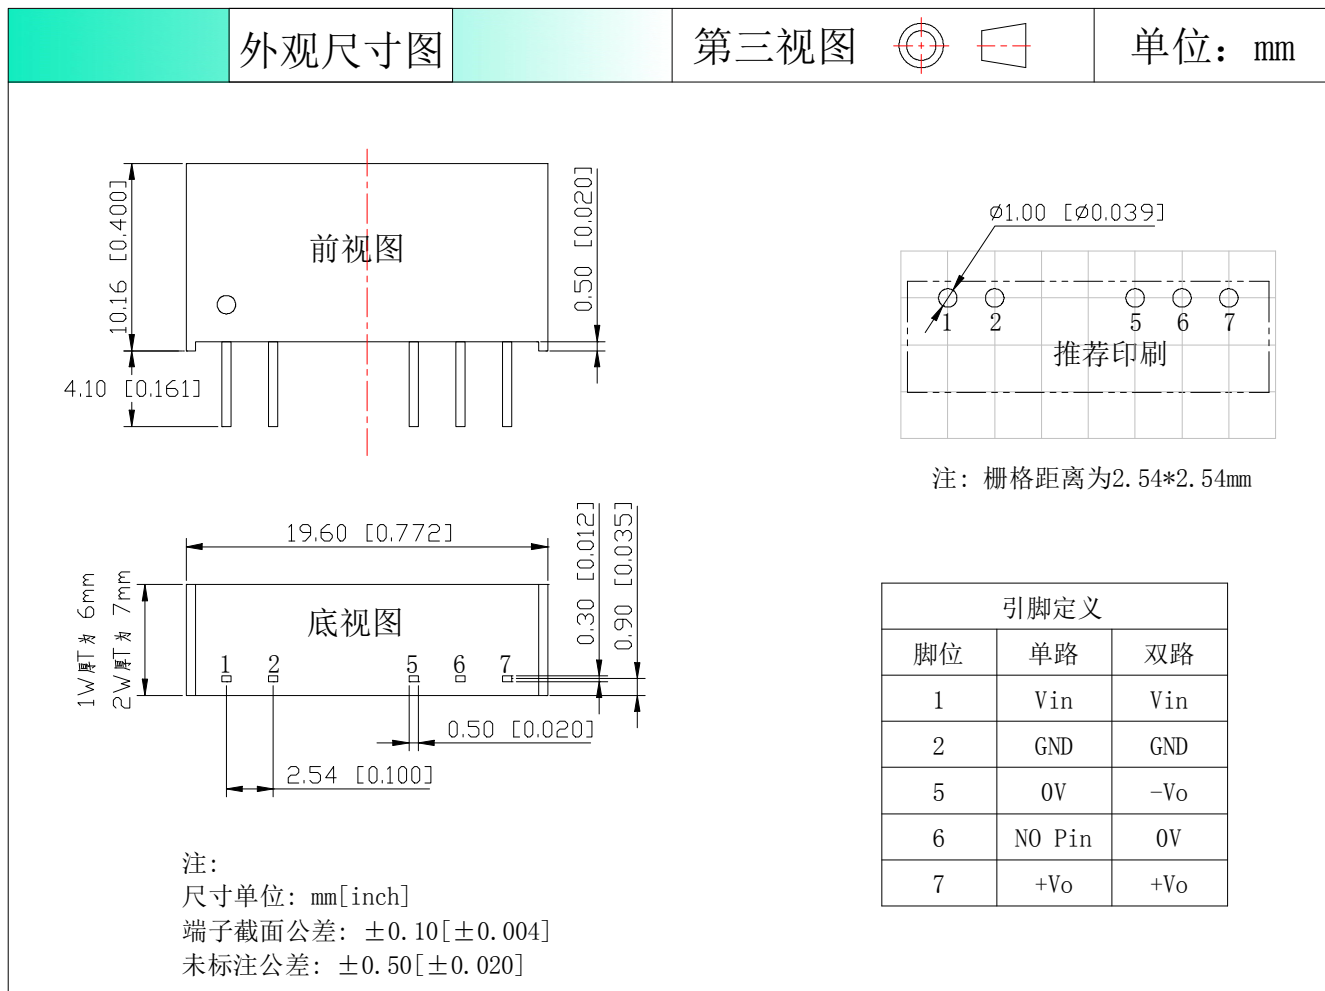 外观尺寸图
第三视图
单位：mm
10.16 [0.400]
前视图
0.50 [0.020]
4.10 [0.161]
Ø1.00 [Ø0.039]
1 2 5 6 7
推荐印刷
注：栅格距离为2.54*2.54mm
19.60 [0.772]
0.30 [0.012]
0.90 [0.035]
1W厚T为 6mm
2W厚T为 7mm
底视图
1 2 5 6 7
0.50 [0.020]
2.54 [0.100]
引脚定义
脚位 单路 双路
1 Vin Vin
2 GND GND
5 0V -Vo
6 NO Pin 0V
7 +Vo +Vo
注：
尺寸单位：mm[inch]
端子截面公差：±0.10[±0.004]
未标注公差：±0.50[±0.020]